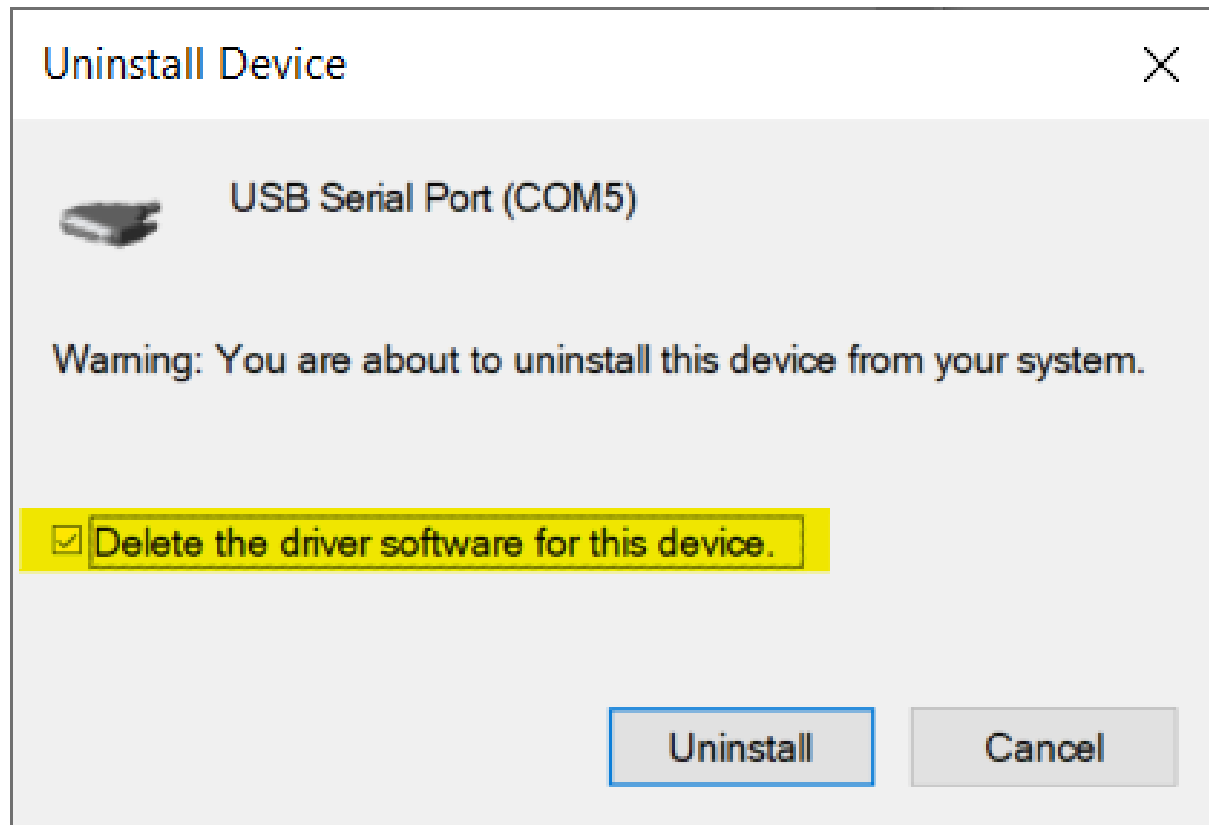 Uninstall Device
USB Serial Port (COM5)
Warning: You are about to uninstall this device from your system.
Delete the driver software for this device.
Uninstall
Cancel